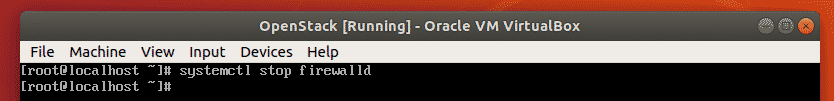 OpenStack [Running] - Oracle VM VirtualBox
File Machine View Input Devices Help
[root@localhost ~]# systemctl stop firewalld
[root@localhost ~]#